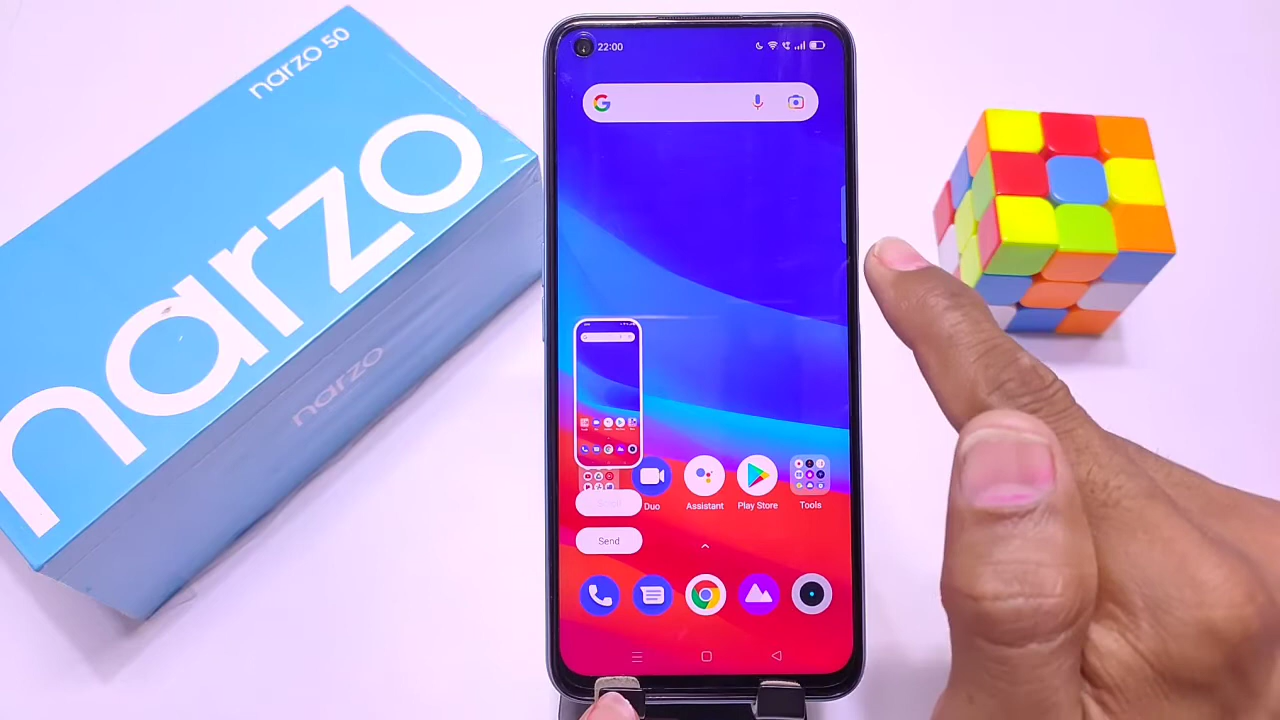 narzo 50
narzo
narzo
22:00
G
Duo
Assistant
Play Store
Tools
Send